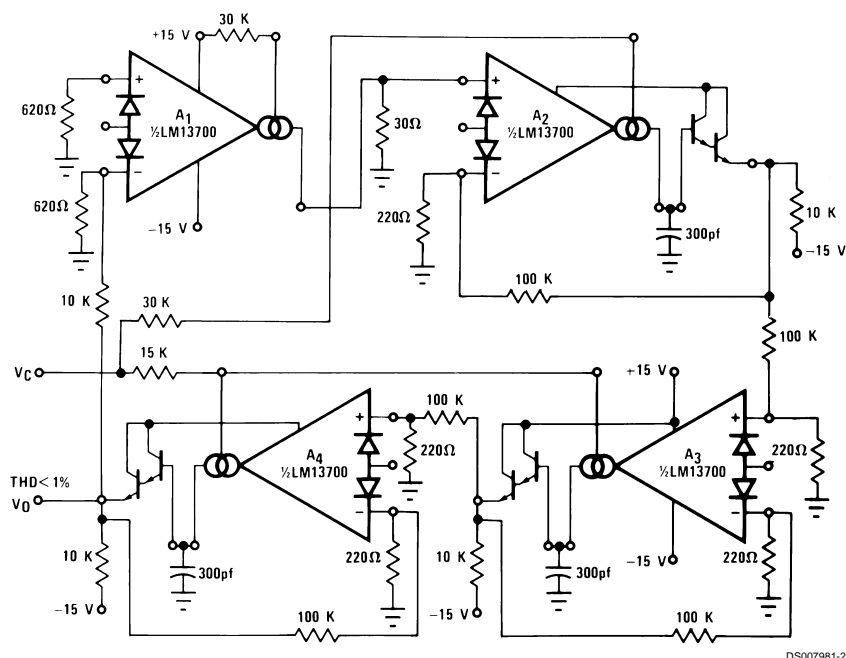 30 K
+15 V
620Ω
A1
½LM13700
−15 V
620Ω
A2
½LM13700
30Ω
220Ω
300pf
10 K
−15 V
100 K
10 K
30 K
VC
15 K
100 K
+15 V
100 K
A4
½LM13700
220Ω
A3
½LM13700
220Ω
THD<1%
VO
10 K
300pf
220Ω
10 K
300pf
−15 V
220Ω
−15 V
−15 V
100 K
100 K
DS007981-2